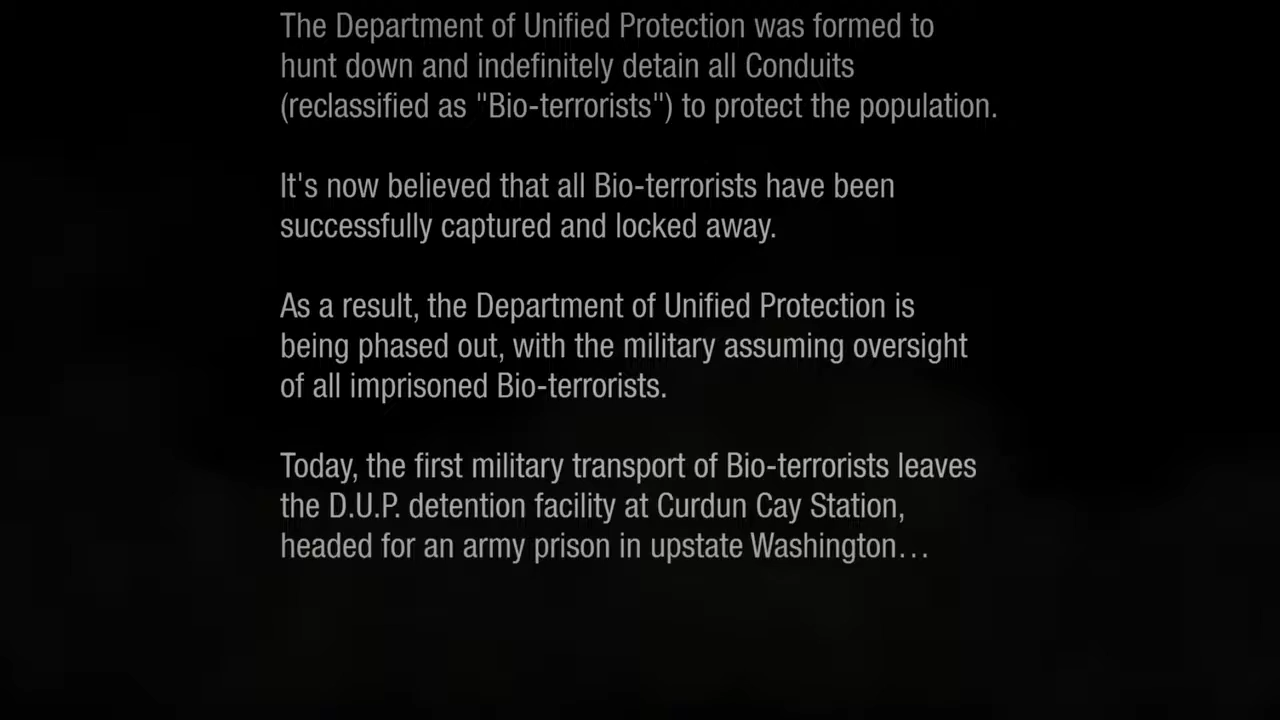 The Department of Unified Protection was formed to
hunt down and indefinitely detain all Conduits
(reclassified as "Bio-terrorists") to protect the population.
It's now believed that all Bio-terrorists have been
successfully captured and locked away.
As a result, the Department of Unified Protection is
being phased out, with the military assuming oversight
of all imprisoned Bio-terrorists.
Today, the first military transport of Bio-terrorists leaves
the D.U.P. detention facility at Curdun Cay Station,
headed for an army prison in upstate Washington…